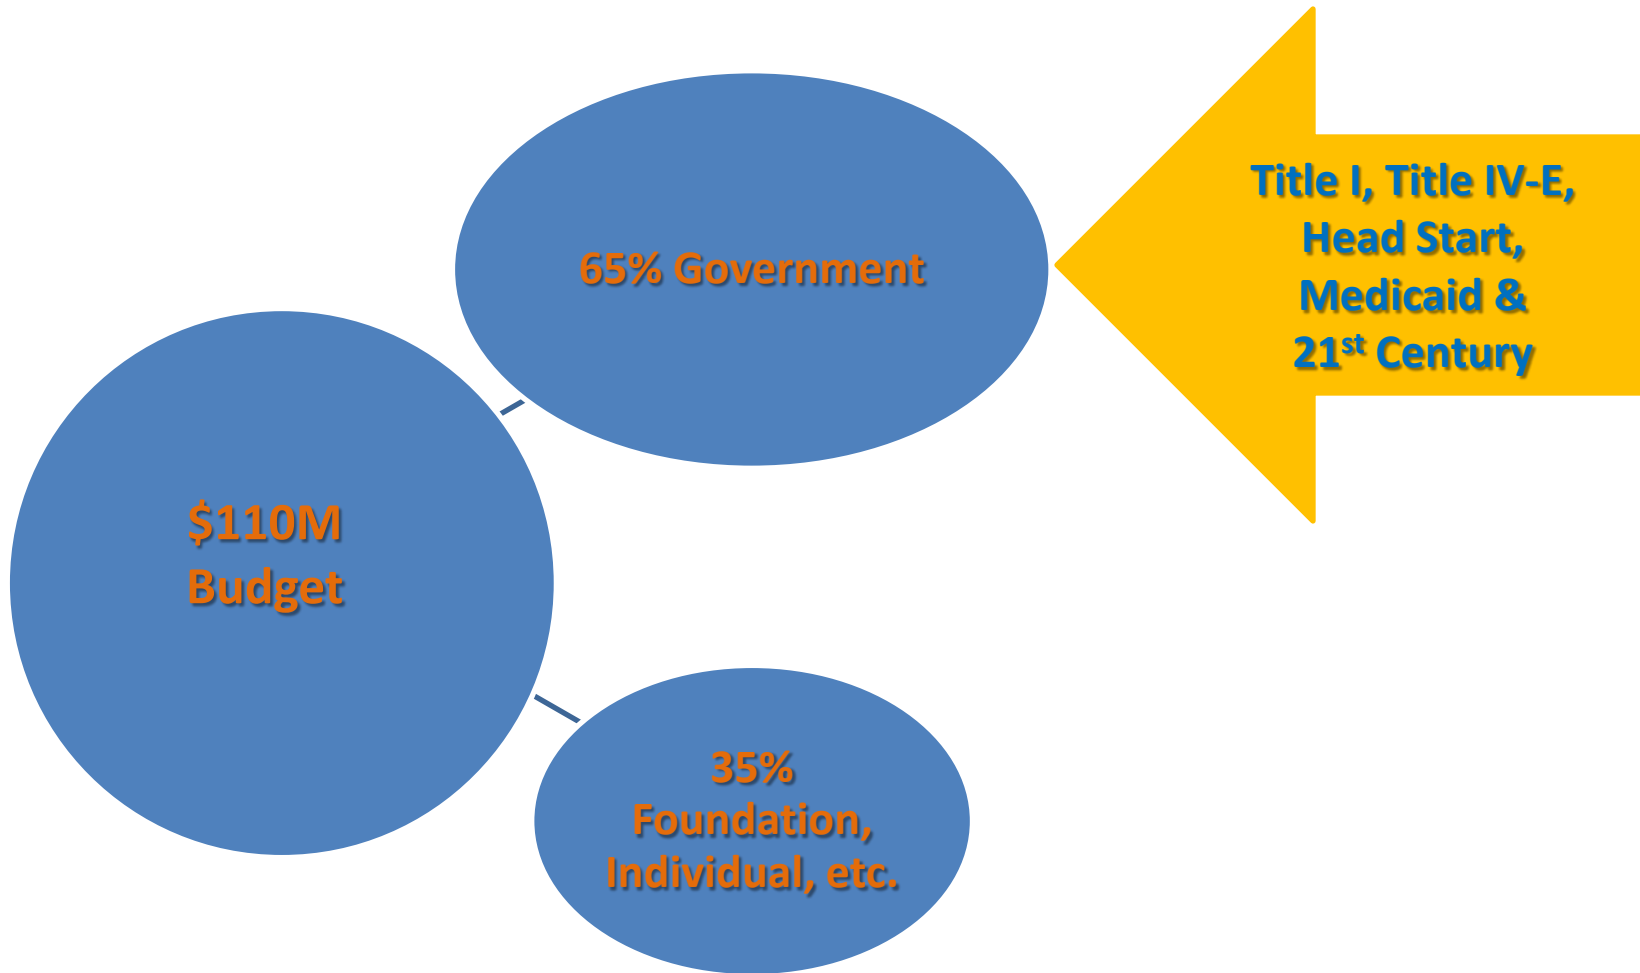 65% Government
Title I, Title IV-E,
Head Start,
Medicaid &
21st Century
$110M
Budget
35%
Foundation,
Individual, etc.